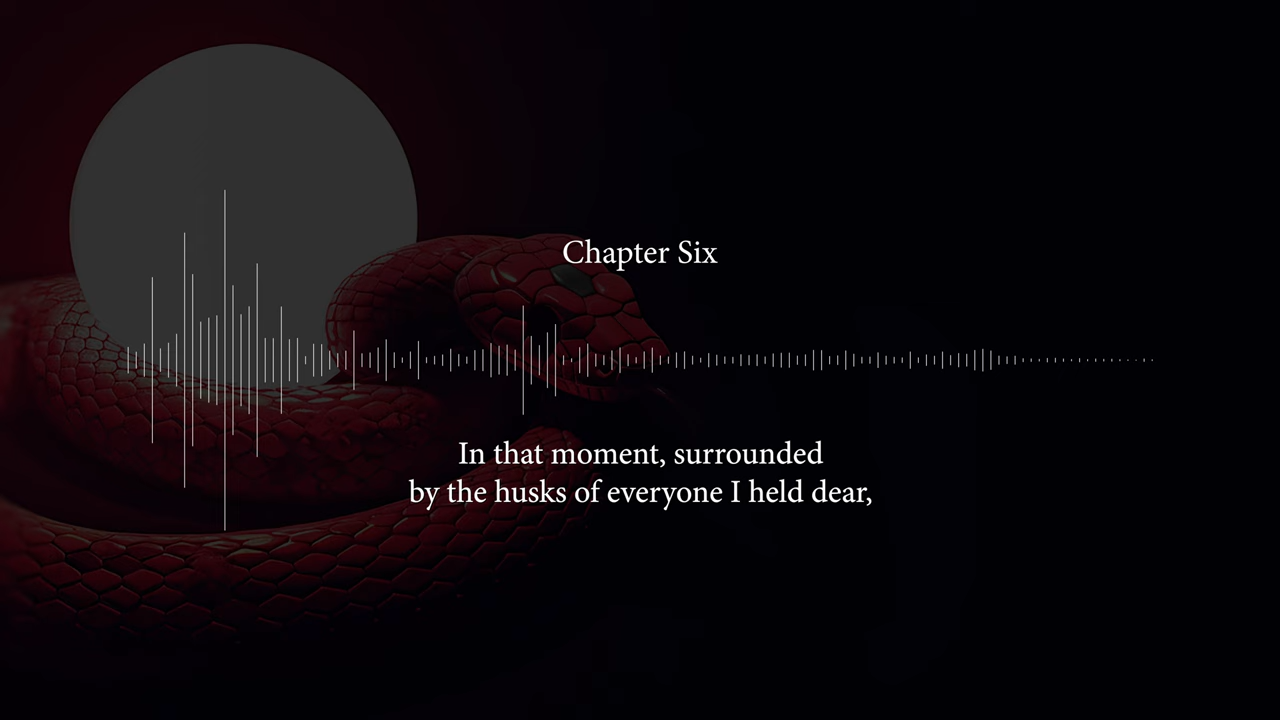 Chapter Six
In that moment, surrounded
by the husks of everyone I held dear,